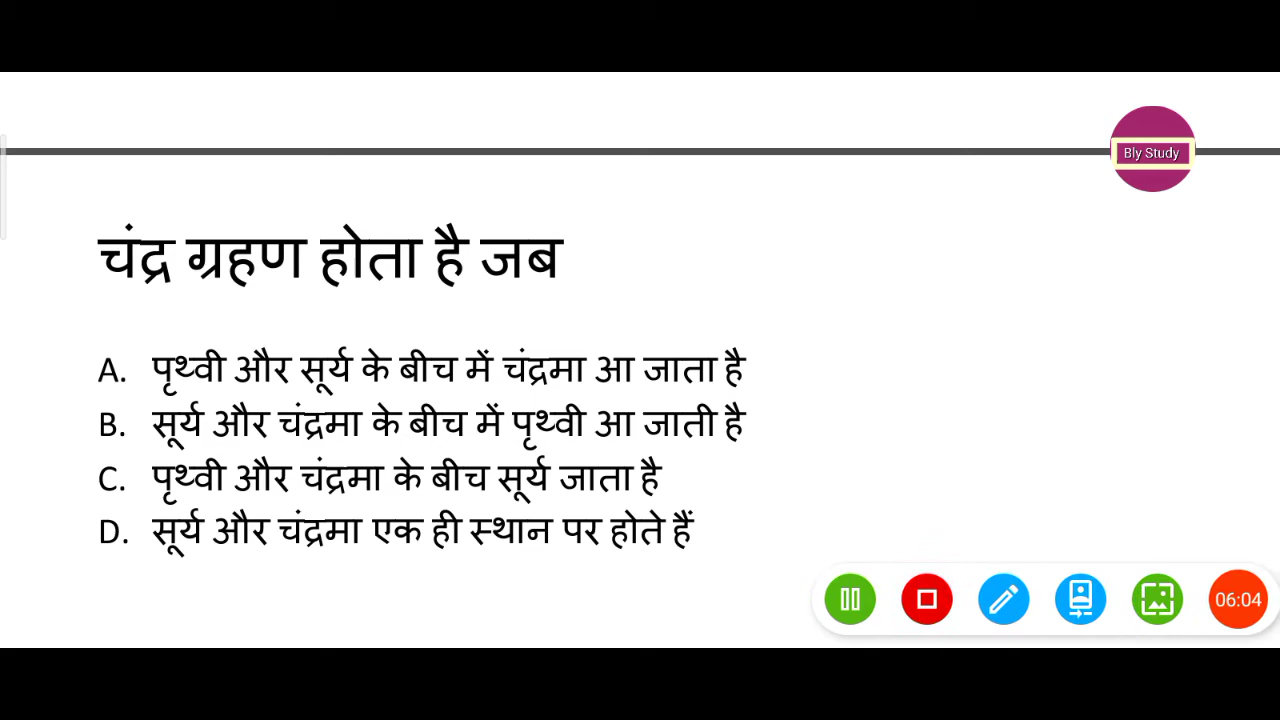 Bly Study
चंद्र ग्रहण होता है जब
A. पृथ्वी और सूर्य के बीच में चंद्रमा आ जाता है
B. सूर्य और चंद्रमा के बीच में पृथ्वी आ जाती है
C. पृथ्वी और चंद्रमा के बीच सूर्य जाता है
D. सूर्य और चंद्रमा एक ही स्थान पर होते हैं
06:04